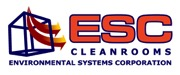 ESC
CLEANROOMS
ENVIRONMENTAL SYSTEMS CORPORATION